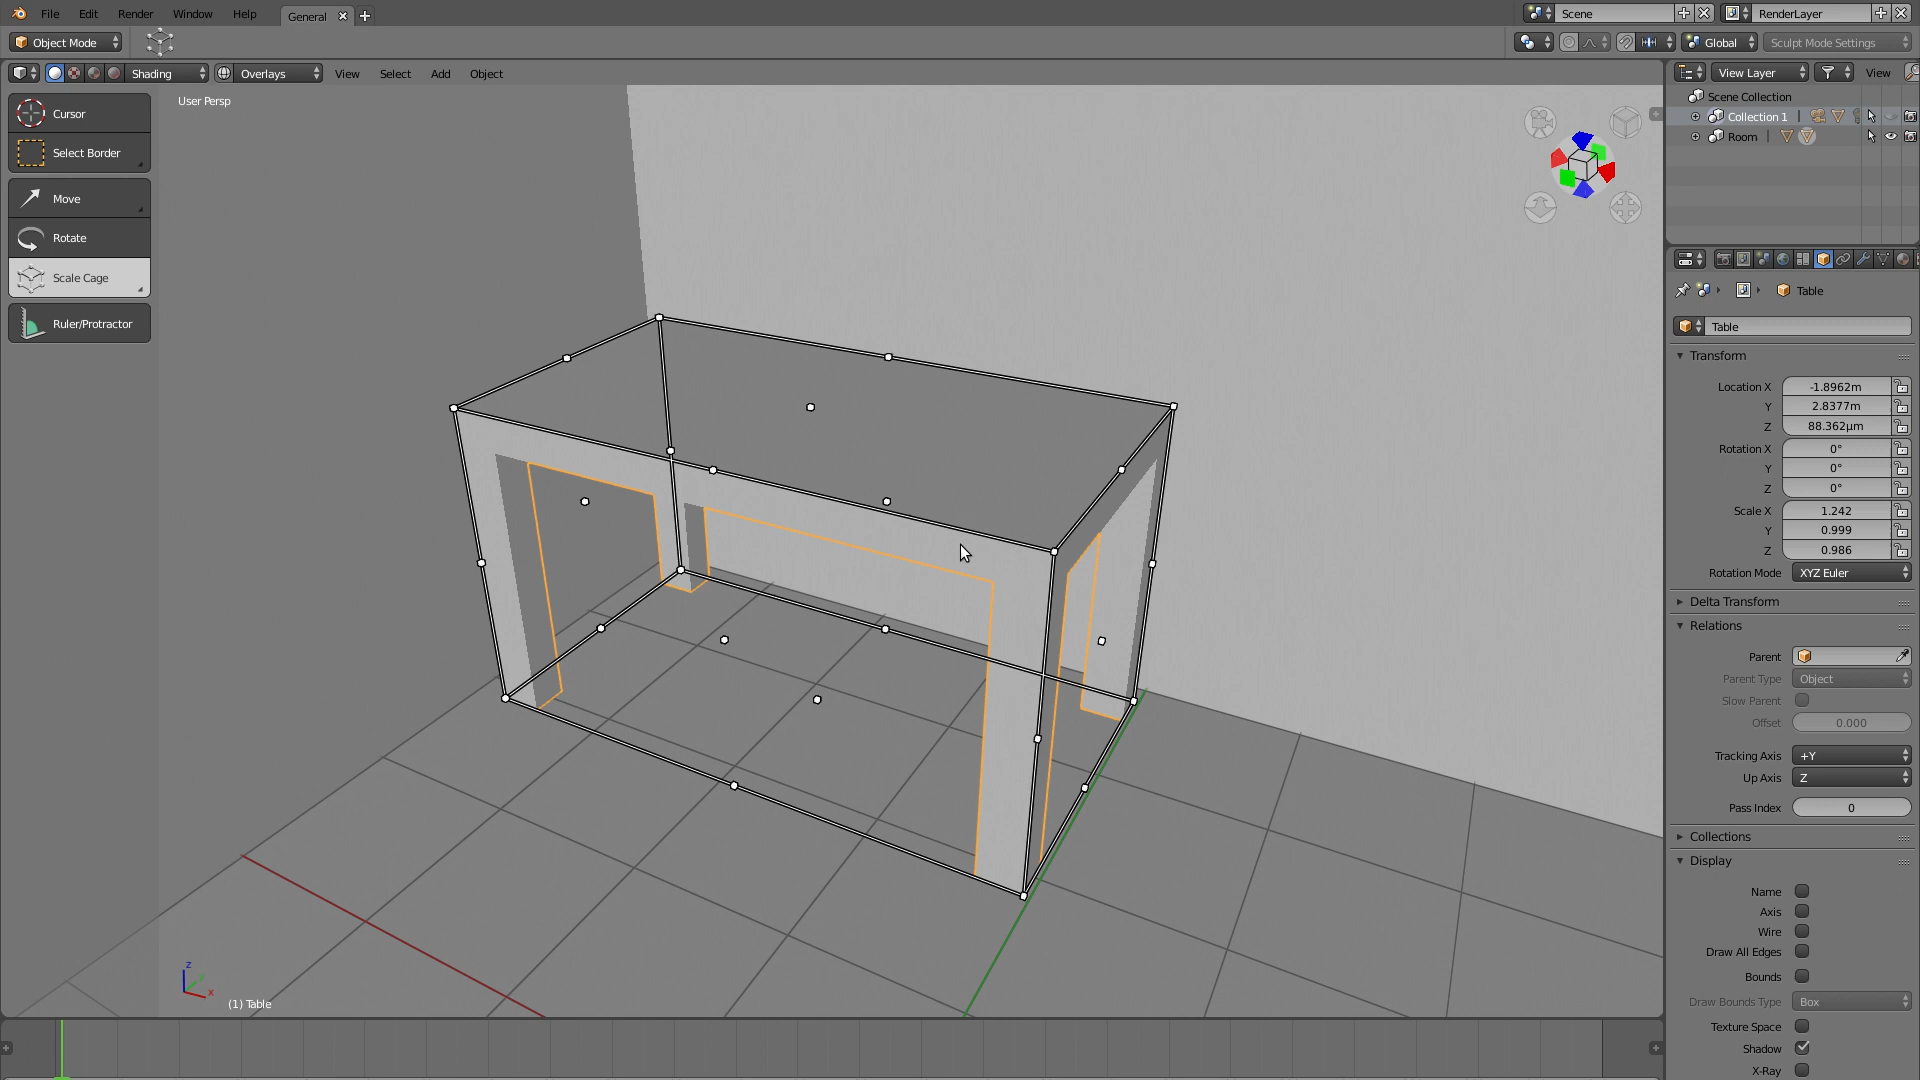 File Edit Render Window Help General Scene RenderLayer
Object Mode Global Sculpt Mode Settings
Shading Overlays View Select Add Object View Layer View
User Persp
Cursor
Select Border
Move
Rotate
Scale Cage
Ruler/Protractor
z
y
x
(1) Table
Scene Collection
Collection 1
Room
Table
Table
Transform
Location X -1.8962m
Y 2.8377m
Z 88.362µm
Rotation X 0°
Y 0°
Z 0°
Scale X 1.242
Y 0.999
Z 0.986
Rotation Mode XYZ Euler
Delta Transform
Relations
Parent
Parent Type Object
Slow Parent
Offset 0.000
Tracking Axis +Y
Up Axis Z
Pass Index 0
Collections
Display
Name
Axis
Wire
Draw All Edges
Bounds
Draw Bounds Type Box
Texture Space
Shadow
X-Ray